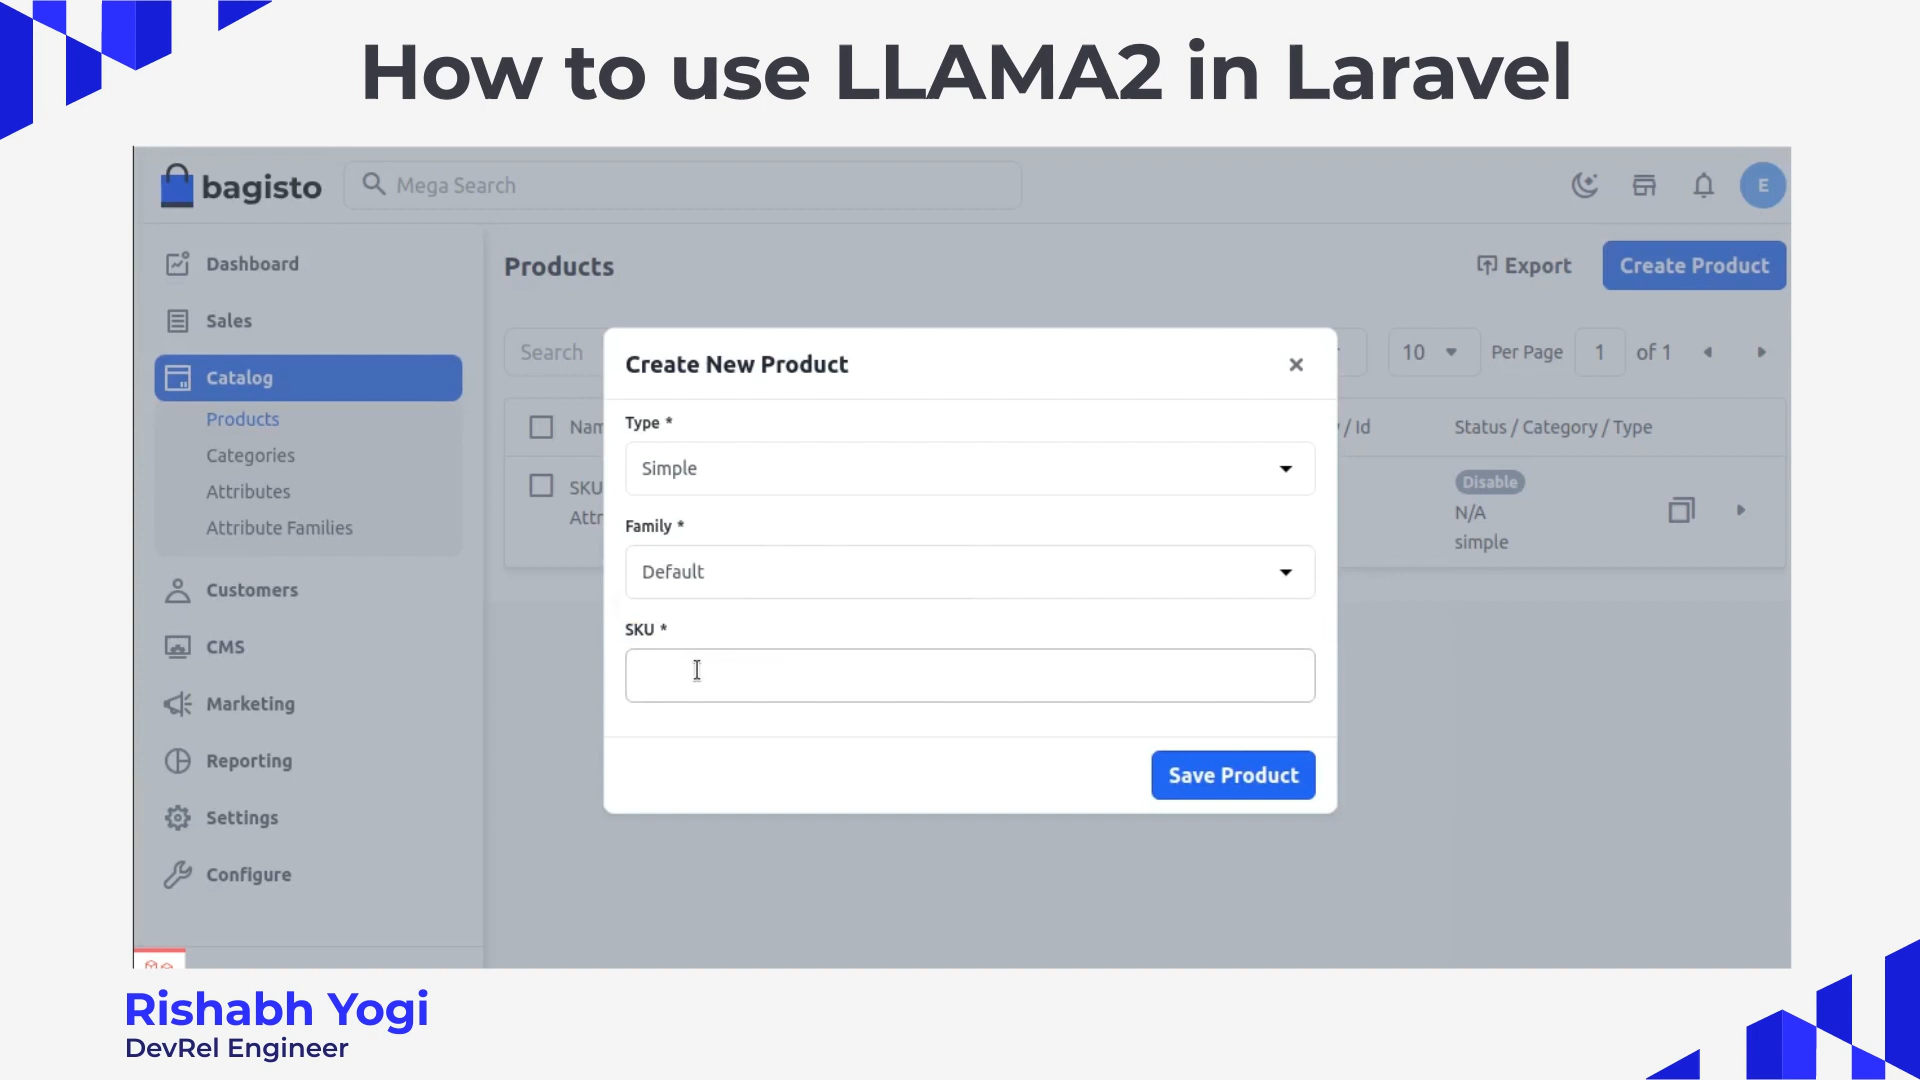 How to use LLAMA2 in Laravel
bagisto
Mega Search
E
Dashboard
Sales
Catalog
Products
Categories
Attributes
Attribute Families
Customers
CMS
Marketing
Reporting
Settings
Configure
Products
Export
Create Product
Search
10
Per Page
1
of 1
/ Id
Status / Category / Type
SKU
Disable
N/A
simple
Create New Product
Type *
Simple
Family *
Default
SKU *
Save Product
Rishabh Yogi
DevRel Engineer